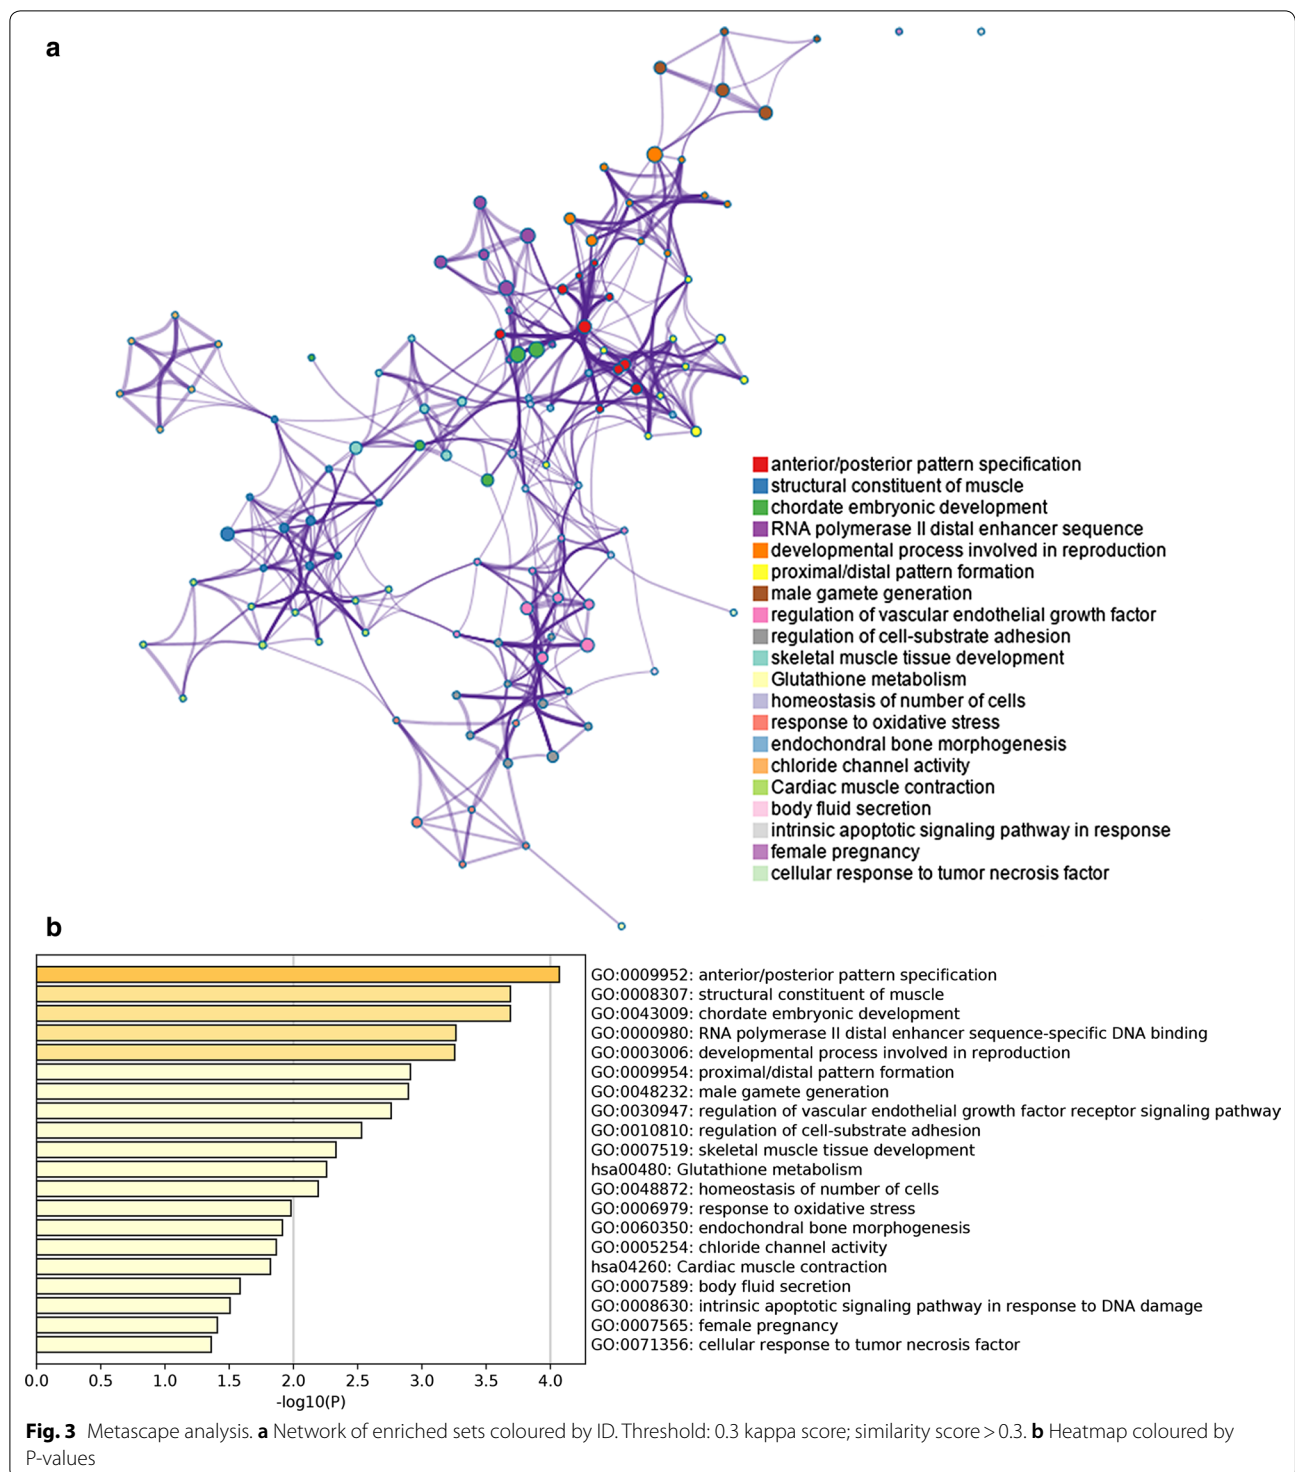 a
anterior/posterior pattern specification
structural constituent of muscle
chordate embryonic development
RNA polymerase II distal enhancer sequence
developmental process involved in reproduction
proximal/distal pattern formation
male gamete generation
regulation of vascular endothelial growth factor
regulation of cell-substrate adhesion
skeletal muscle tissue development
Glutathione metabolism
homeostasis of number of cells
response to oxidative stress
endochondral bone morphogenesis
chloride channel activity
Cardiac muscle contraction
body fluid secretion
intrinsic apoptotic signaling pathway in response
female pregnancy
cellular response to tumor necrosis factor
b
GO:0009952: anterior/posterior pattern specification
GO:0008307: structural constituent of muscle
GO:0043009: chordate embryonic development
GO:0000980: RNA polymerase II distal enhancer sequence-specific DNA binding
GO:0003006: developmental process involved in reproduction
GO:0009954: proximal/distal pattern formation
GO:0048232: male gamete generation
GO:0030947: regulation of vascular endothelial growth factor receptor signaling pathway
GO:0010810: regulation of cell-substrate adhesion
GO:0007519: skeletal muscle tissue development
hsa00480: Glutathione metabolism
GO:0048872: homeostasis of number of cells
GO:0006979: response to oxidative stress
GO:0060350: endochondral bone morphogenesis
GO:0005254: chloride channel activity
hsa04260: Cardiac muscle contraction
GO:0007589: body fluid secretion
GO:0008630: intrinsic apoptotic signaling pathway in response to DNA damage
GO:0007565: female pregnancy
GO:0071356: cellular response to tumor necrosis factor
0.0 0.5 1.0 1.5 2.0 2.5 3.0 3.5 4.0
-log10(P)
Fig. 3 Metascape analysis. a Network of enriched sets coloured by ID. Threshold: 0.3 kappa score; similarity score > 0.3. b Heatmap coloured by
P-values